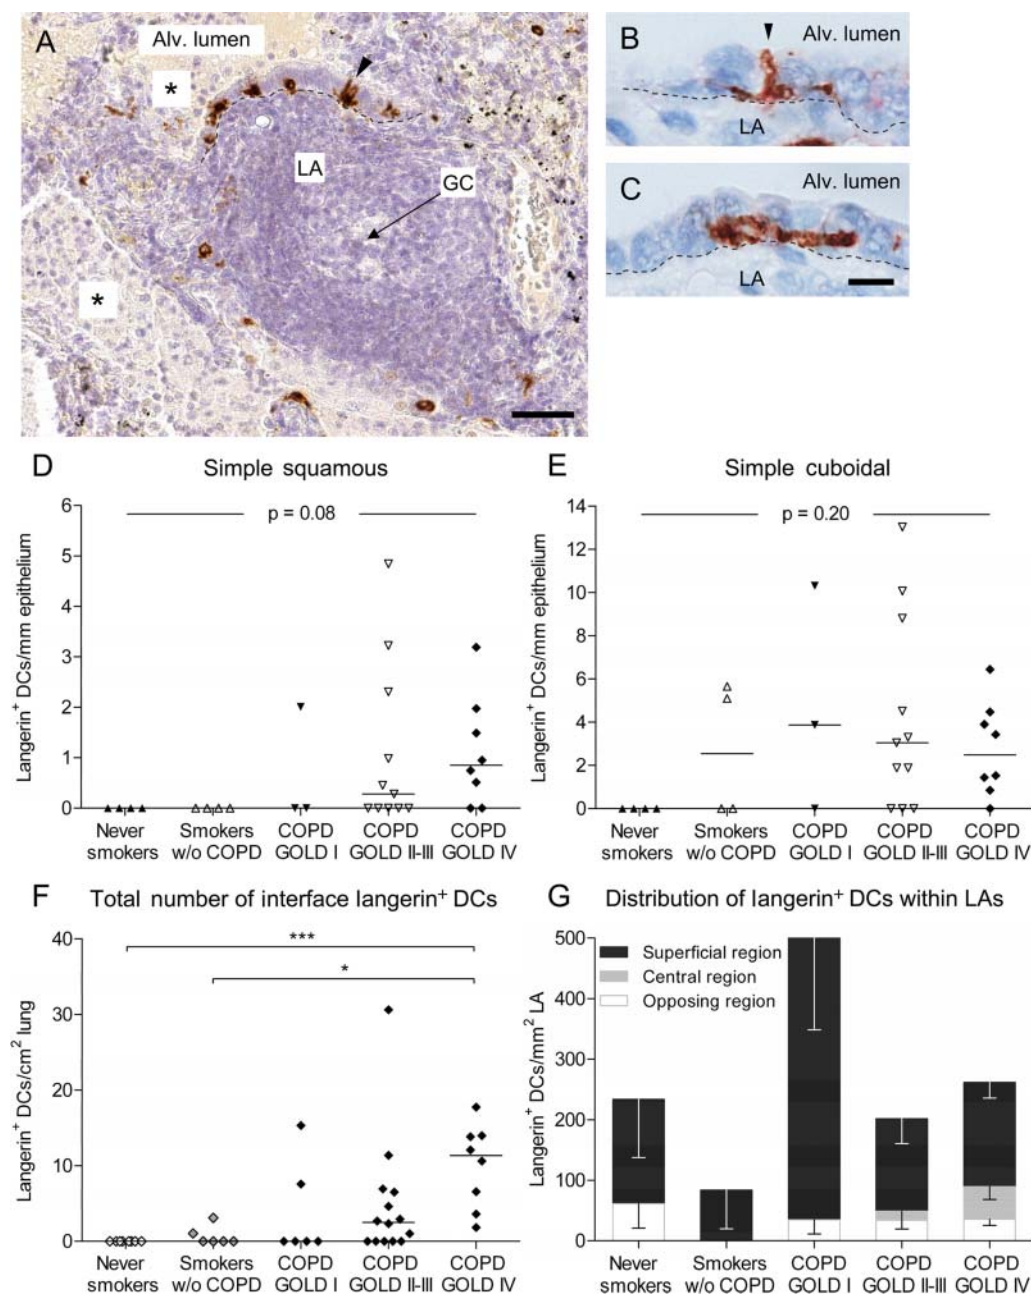 A
Alv. lumen
*
LA
GC
*
B
Alv. lumen
LA
C
Alv. lumen
LA
D
Simple squamous
Langerin⁺ DCs/mm epithelium
6
5
4
3
2
1
0
p = 0.08
Never smokers
Smokers w/o COPD
COPD GOLD I
COPD GOLD II-III
COPD GOLD IV
E
Simple cuboidal
Langerin⁺ DCs/mm epithelium
14
12
10
8
6
4
2
0
p = 0.20
Never smokers
Smokers w/o COPD
COPD GOLD I
COPD GOLD II-III
COPD GOLD IV
F
Total number of interface langerin⁺ DCs
Langerin⁺ DCs/cm² lung
40
30
20
10
0
***
*
Never smokers
Smokers w/o COPD
COPD GOLD I
COPD GOLD II-III
COPD GOLD IV
G
Distribution of langerin⁺ DCs within LAs
Langerin⁺ DCs/mm² LA
500
400
300
200
100
0
Superficial region
Central region
Opposing region
Never smokers
Smokers w/o COPD
COPD GOLD I
COPD GOLD II-III
COPD GOLD IV